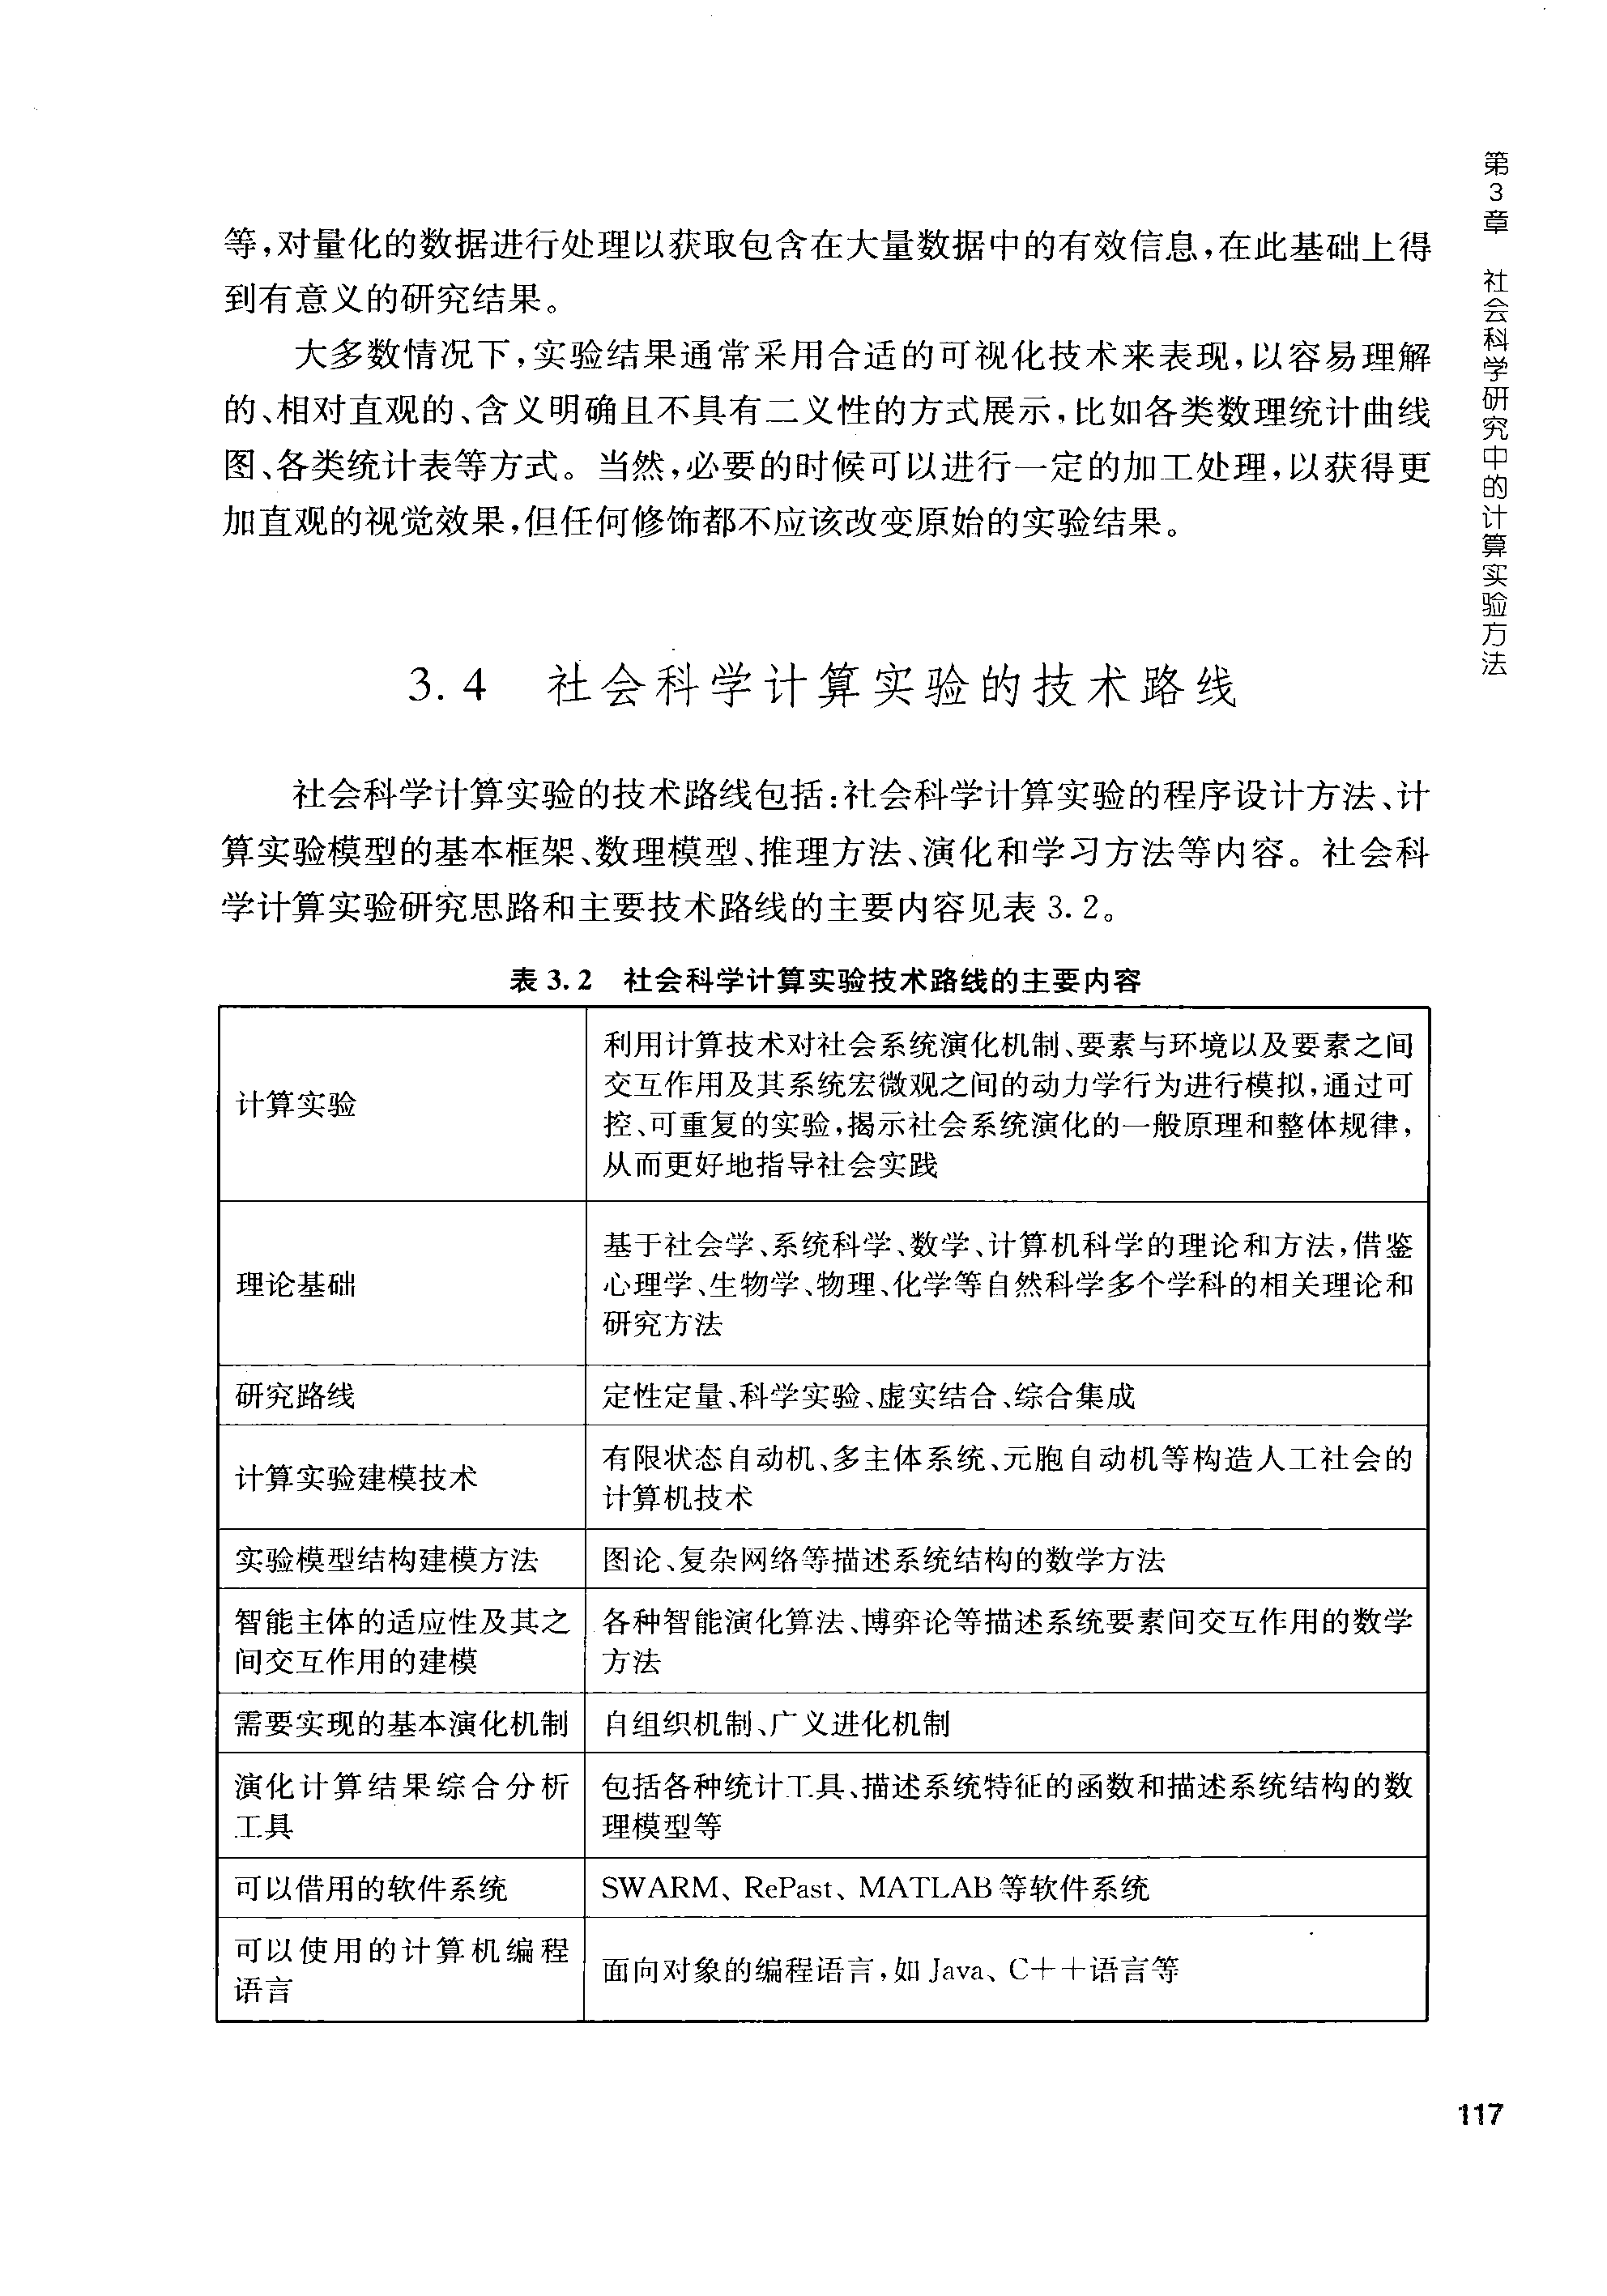 第3章 社会科学研究中的计算实验方法
等,对量化的数据进行处理以获取包含在大量数据中的有效信息,在此基础上得
到有意义的研究结果。
大多数情况下,实验结果通常采用合适的可视化技术来表现,以容易理解
的、相对直观的、含义明确且不具有二义性的方式展示,比如各类数理统计曲线
图、各类统计表等方式。当然,必要的时候可以进行一定的加工处理,以获得更
加直观的视觉效果,但任何修饰都不应该改变原始的实验结果。
3.4 社会科学计算实验的技术路线
社会科学计算实验的技术路线包括:社会科学计算实验的程序设计方法、计
算实验模型的基本框架、数理模型、推理方法、演化和学习方法等内容。社会科
学计算实验研究思路和主要技术路线的主要内容见表 3.2。
表 3.2 社会科学计算实验技术路线的主要内容
计算实验
利用计算技术对社会系统演化机制、要素与环境以及要素之间
交互作用及其系统宏微观之间的动力学行为进行模拟,通过可
控、可重复的实验,揭示社会系统演化的一般原理和整体规律,
从而更好地指导社会实践
理论基础
基于社会学、系统科学、数学、计算机科学的理论和方法,借鉴
心理学、生物学、物理、化学等自然科学多个学科的相关理论和
研究方法
研究路线
定性定量、科学实验、虚实结合、综合集成
计算实验建模技术
有限状态自动机、多主体系统、元胞自动机等构造人工社会的
计算机技术
实验模型结构建模方法
图论、复杂网络等描述系统结构的数学方法
智能主体的适应性及其之
间交互作用的建模
各种智能演化算法、博弈论等描述系统要素间交互作用的数学
方法
需要实现的基本演化机制
自组织机制、广义进化机制
演化计算结果综合分析
工具
包括各种统计工具、描述系统特征的函数和描述系统结构的数
理模型等
可以借用的软件系统
SWARM、RePast、MATLAB等软件系统
可以使用的计算机编程
语言
面向对象的编程语言,如 Java、C++语言等
117